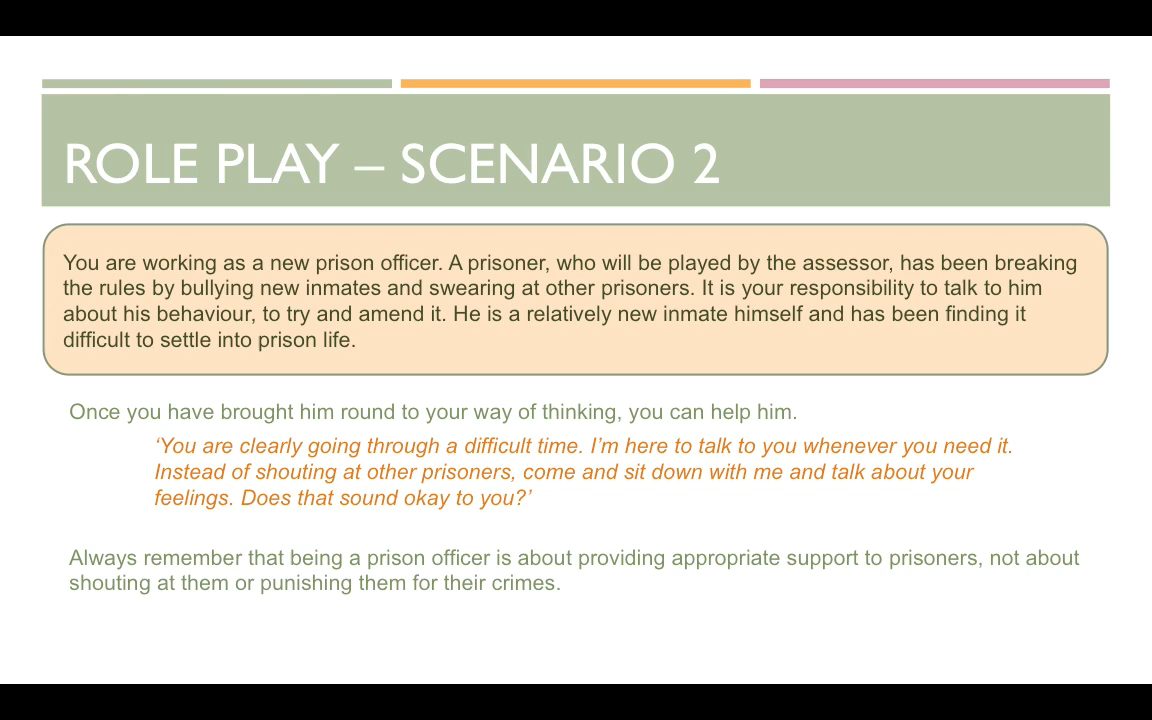 ROLE PLAY – SCENARIO 2
You are working as a new prison officer. A prisoner, who will be played by the assessor, has been breaking
the rules by bullying new inmates and swearing at other prisoners. It is your responsibility to talk to him
about his behaviour, to try and amend it. He is a relatively new inmate himself and has been finding it
difficult to settle into prison life.
Once you have brought him round to your way of thinking, you can help him.
‘You are clearly going through a difficult time. I’m here to talk to you whenever you need it.
Instead of shouting at other prisoners, come and sit down with me and talk about your
feelings. Does that sound okay to you?’
Always remember that being a prison officer is about providing appropriate support to prisoners, not about
shouting at them or punishing them for their crimes.